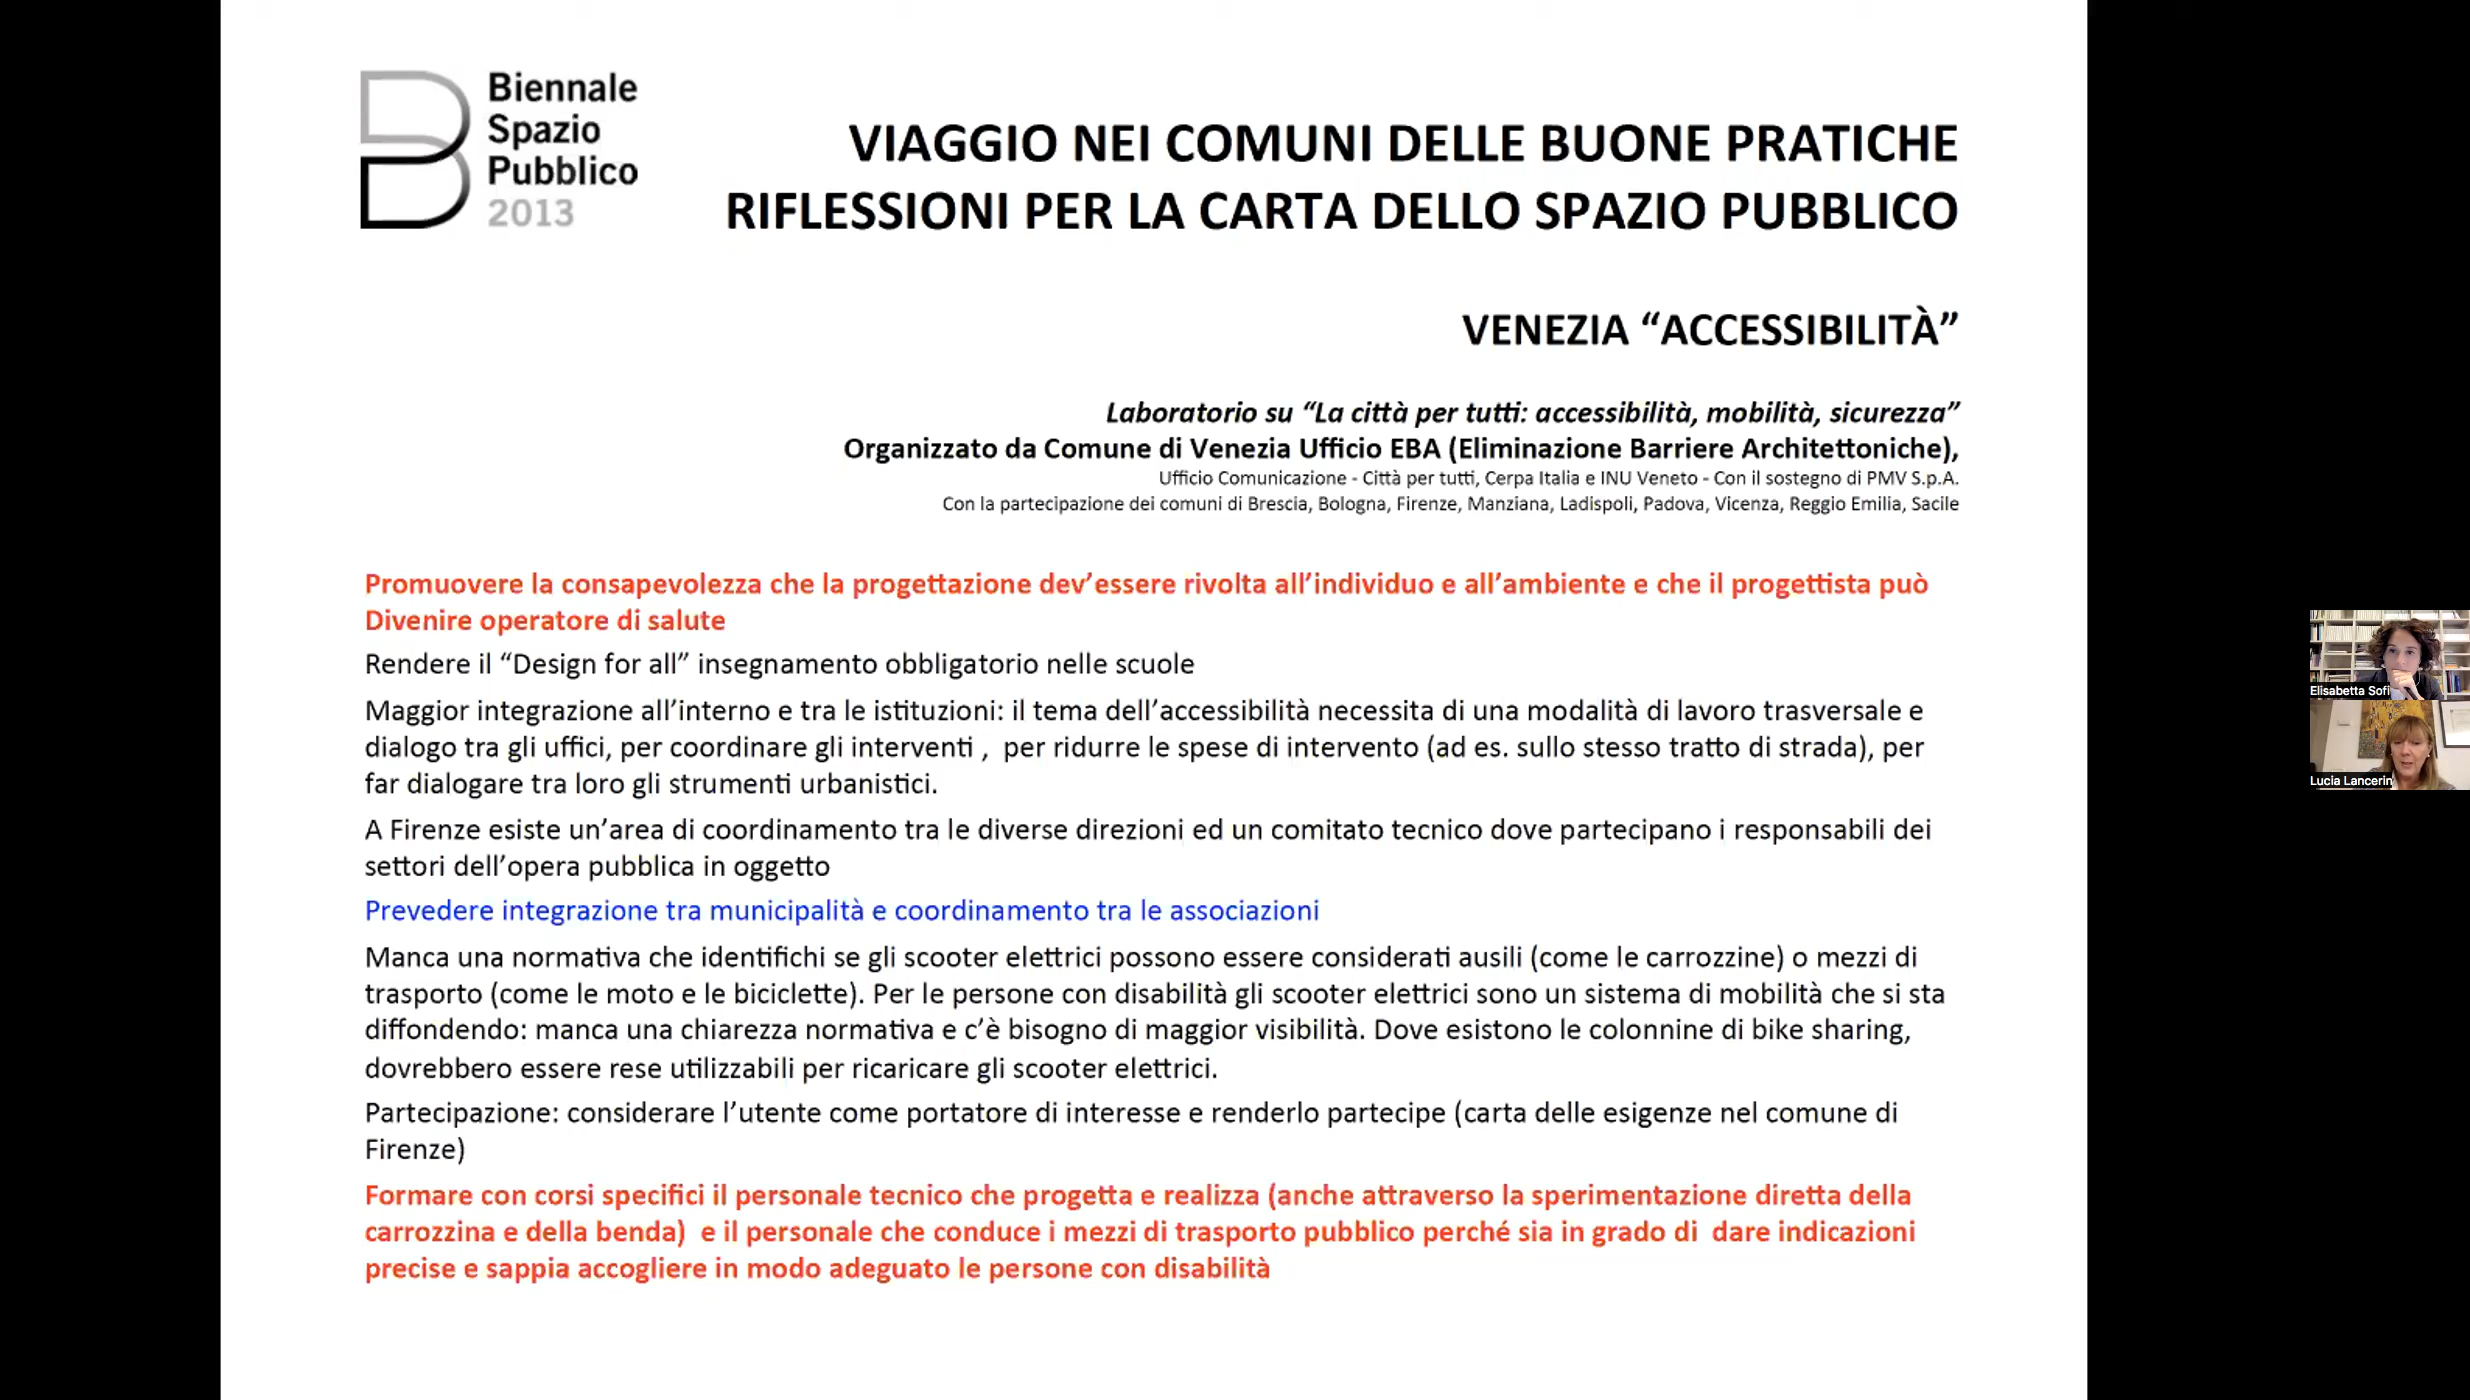 Biennale
Spazio
Pubblico
2013
VIAGGIO NEI COMUNI DELLE BUONE PRATICHE
RIFLESSIONI PER LA CARTA DELLO SPAZIO PUBBLICO
VENEZIA “ACCESSIBILITÀ”
Laboratorio su “La città per tutti: accessibilità, mobilità, sicurezza”
Organizzato da Comune di Venezia Ufficio EBA (Eliminazione Barriere Architettoniche),
Ufficio Comunicazione - Città per tutti, Cerpa Italia e INU Veneto - Con il sostegno di PMV S.p.A.
Con la partecipazione dei comuni di Brescia, Bologna, Firenze, Manziana, Ladispoli, Padova, Vicenza, Reggio Emilia, Sacile
Promuovere la consapevolezza che la progettazione dev’essere rivolta all’individuo e all’ambiente e che il progettista può
Divenire operatore di salute
Rendere il “Design for all” insegnamento obbligatorio nelle scuole
Maggior integrazione all’interno e tra le istituzioni: il tema dell’accessibilità necessita di una modalità di lavoro trasversale e
dialogo tra gli uffici, per coordinare gli interventi , per ridurre le spese di intervento (ad es. sullo stesso tratto di strada), per
far dialogare tra loro gli strumenti urbanistici.
A Firenze esiste un’area di coordinamento tra le diverse direzioni ed un comitato tecnico dove partecipano i responsabili dei
settori dell’opera pubblica in oggetto
Prevedere integrazione tra municipalità e coordinamento tra le associazioni
Manca una normativa che identifichi se gli scooter elettrici possono essere considerati ausili (come le carrozzine) o mezzi di
trasporto (come le moto e le biciclette). Per le persone con disabilità gli scooter elettrici sono un sistema di mobilità che si sta
diffondendo: manca una chiarezza normativa e c’è bisogno di maggior visibilità. Dove esistono le colonnine di bike sharing,
dovrebbero essere rese utilizzabili per ricaricare gli scooter elettrici.
Partecipazione: considerare l’utente come portatore di interesse e renderlo partecipe (carta delle esigenze nel comune di
Firenze)
Formare con corsi specifici il personale tecnico che progetta e realizza (anche attraverso la sperimentazione diretta della
carrozzina e della benda) e il personale che conduce i mezzi di trasporto pubblico perché sia in grado di dare indicazioni
precise e sappia accogliere in modo adeguato le persone con disabilità
Elisabetta Sofi
Lucia Lancerin